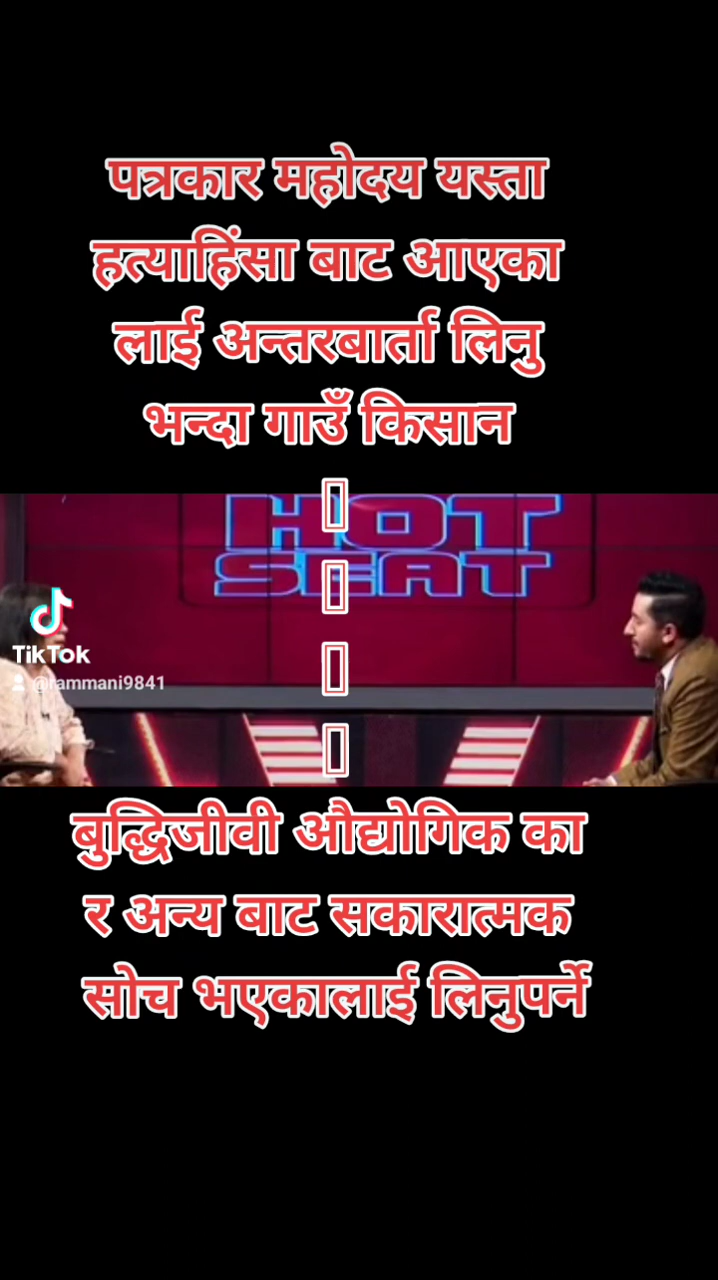 पत्रकार महोदय यस्ता
हत्याहिंसा बाट आएका
लाई अन्तरबार्ता लिनु
भन्दा गाउँ किसान
HOT
SEAT
TikTok
@rammani9841
बुद्धिजीवी औद्योगिक का
र अन्य बाट सकारात्मक
सोच भएकालाई लिनुपर्ने